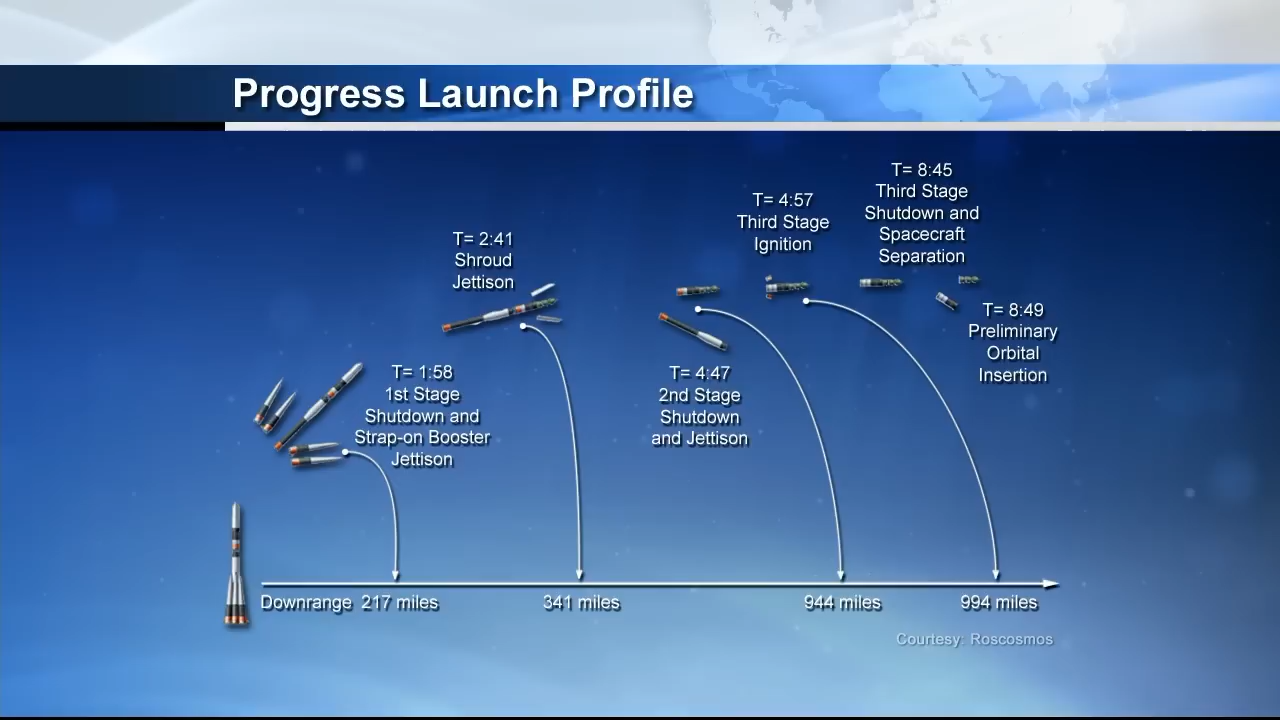 Progress Launch Profile
T= 8:45
Third Stage
Shutdown and
Spacecraft
Separation
T= 4:57
Third Stage
Ignition
T= 2:41
Shroud
Jettison
T= 8:49
Preliminary
Orbital
Insertion
T= 1:58
1st Stage
Shutdown and
Strap-on Booster
Jettison
T= 4:47
2nd Stage
Shutdown
and Jettison
Downrange 217 miles
341 miles
944 miles
994 miles
Courtesy: Roscosmos